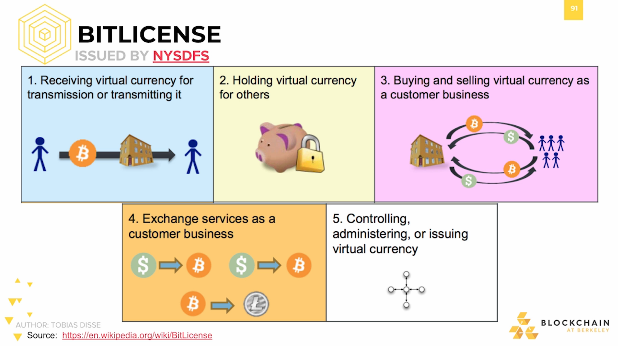 91
BITLICENSE
ISSUED BY NYSDFS
1. Receiving virtual currency for
transmission or transmitting it
2. Holding virtual currency
for others
3. Buying and selling virtual currency as
a customer business
4. Exchange services as a
customer business
5. Controlling,
administering, or issuing
virtual currency
AUTHOR: TOBIAS DISSE
Source: https://en.wikipedia.org/wiki/BitLicense
BLOCKCHAIN
AT BERKELEY